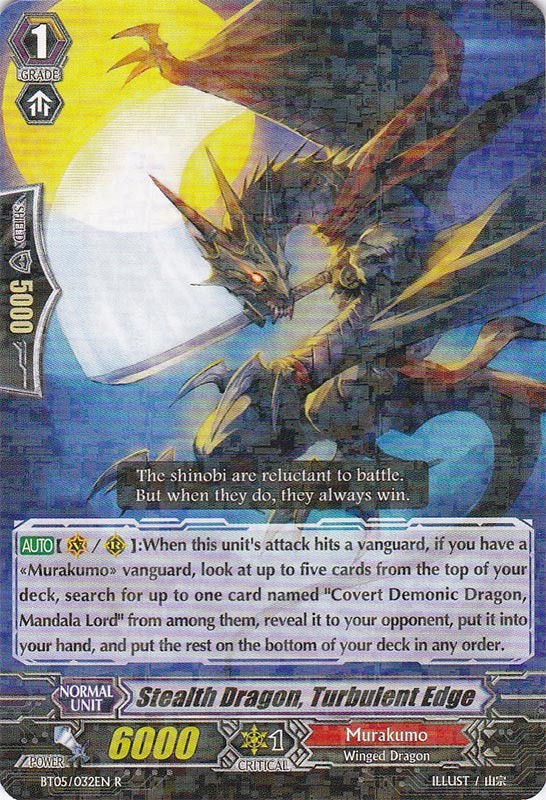 1
GRADE
SHIELD
5000
The shinobi are reluctant to battle.
But when they do, they always win.
AUTO [ V / R ]:When this unit's attack hits a vanguard, if you have a
«Murakumo» vanguard, look at up to five cards from the top of your
deck, search for up to one card named "Covert Demonic Dragon,
Mandala Lord" from among them, reveal it to your opponent, put it into
your hand, and put the rest on the bottom of your deck in any order.
NORMAL
UNIT
Stealth Dragon, Turbulent Edge
POWER
6000
1
CRITICAL
Murakumo
Winged Dragon
BT05/032EN R
ILLUST / 山宗